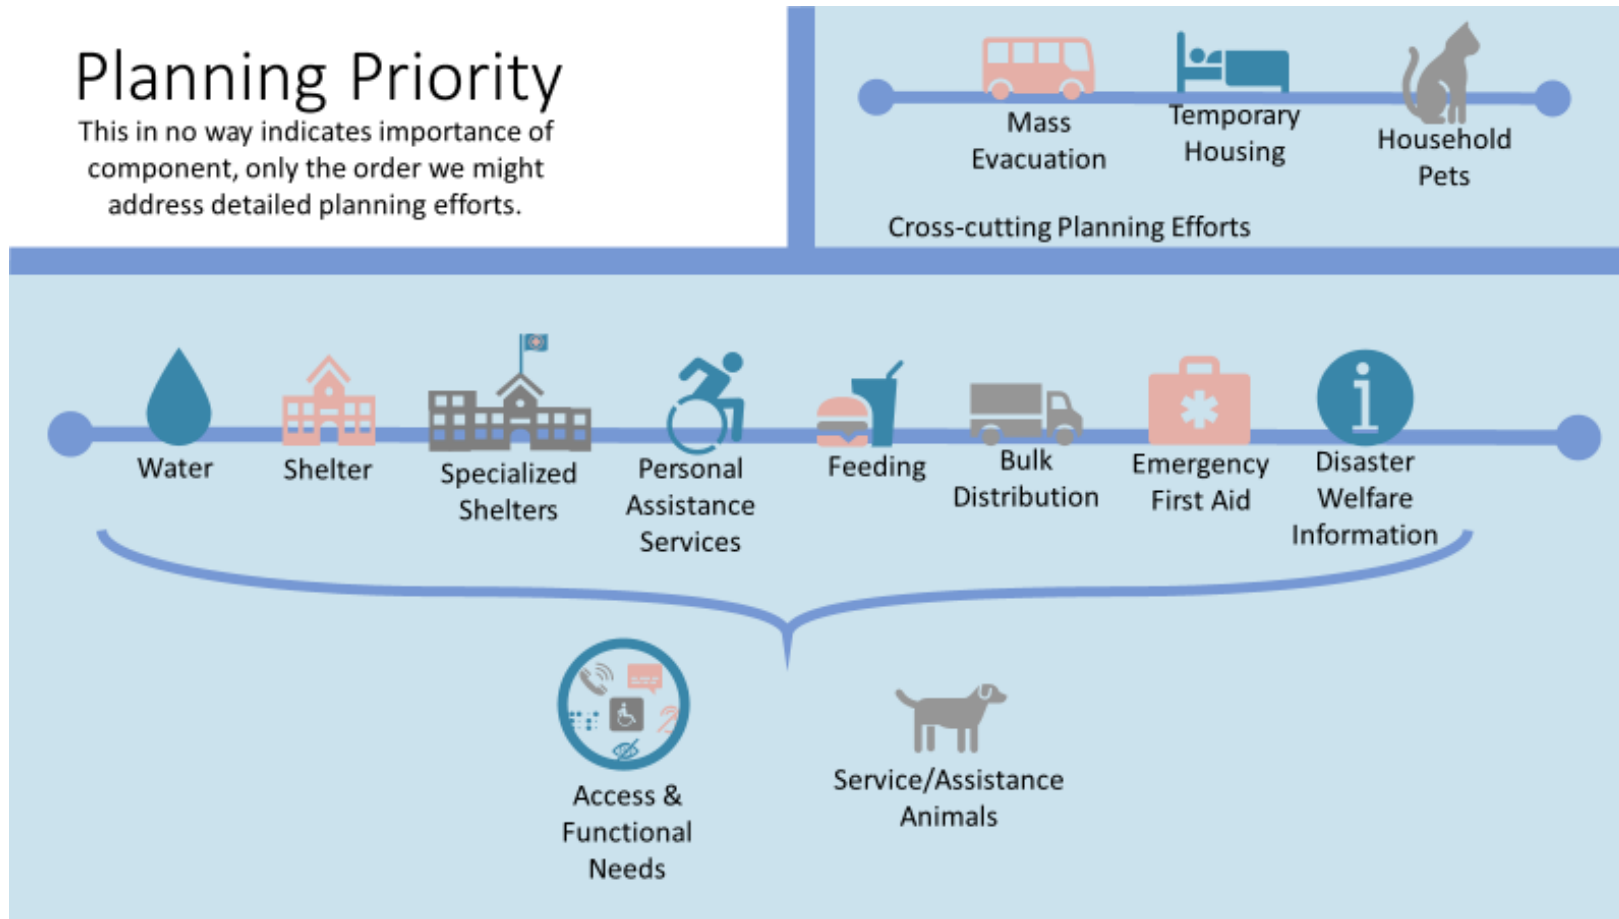 Planning Priority
This in no way indicates importance of
component, only the order we might
address detailed planning efforts.
Mass
Evacuation
Temporary
Housing
Household
Pets
Cross-cutting Planning Efforts
Water
Shelter
Specialized
Shelters
Personal
Assistance
Services
Feeding
Bulk
Distribution
Emergency
First Aid
Disaster
Welfare
Information
Access &
Functional
Needs
Service/Assistance
Animals